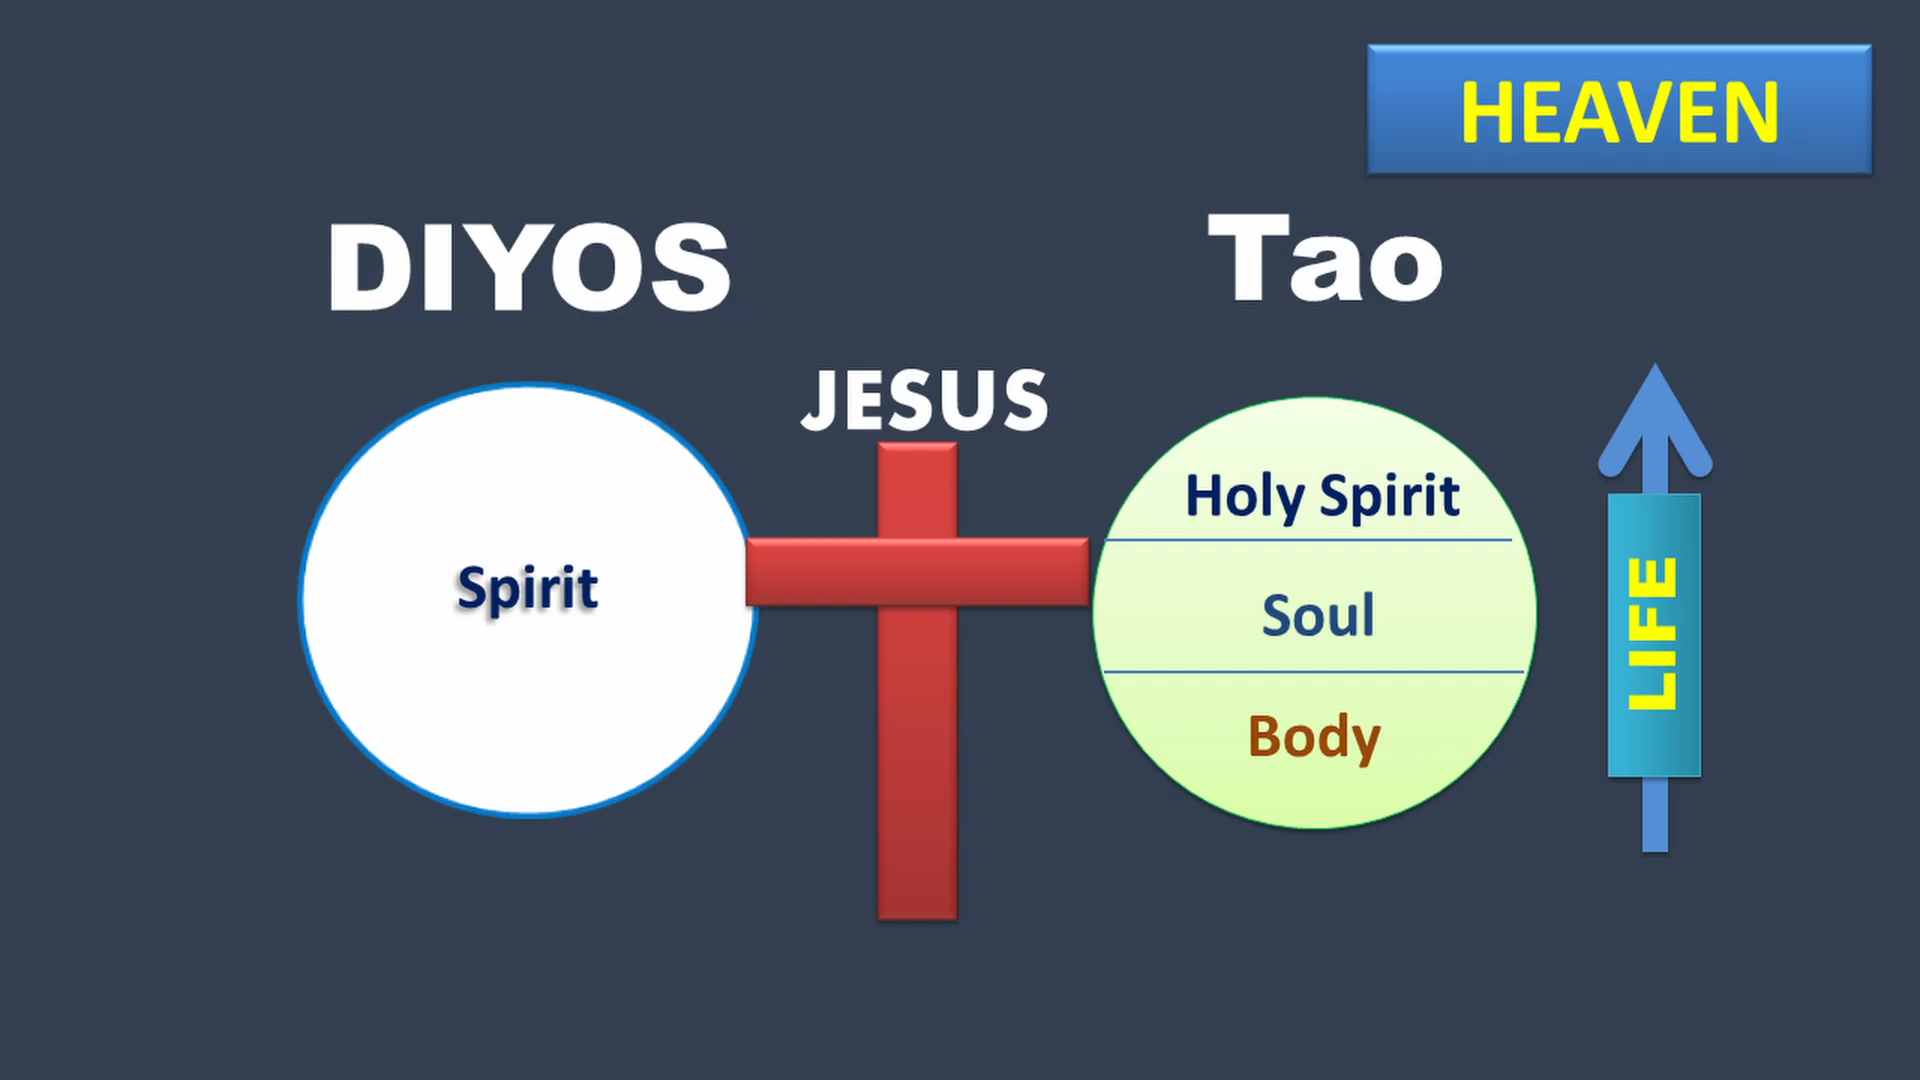 HEAVEN
DIYOS
Tao
JESUS
Spirit
Holy Spirit
Soul
Body
LIFE